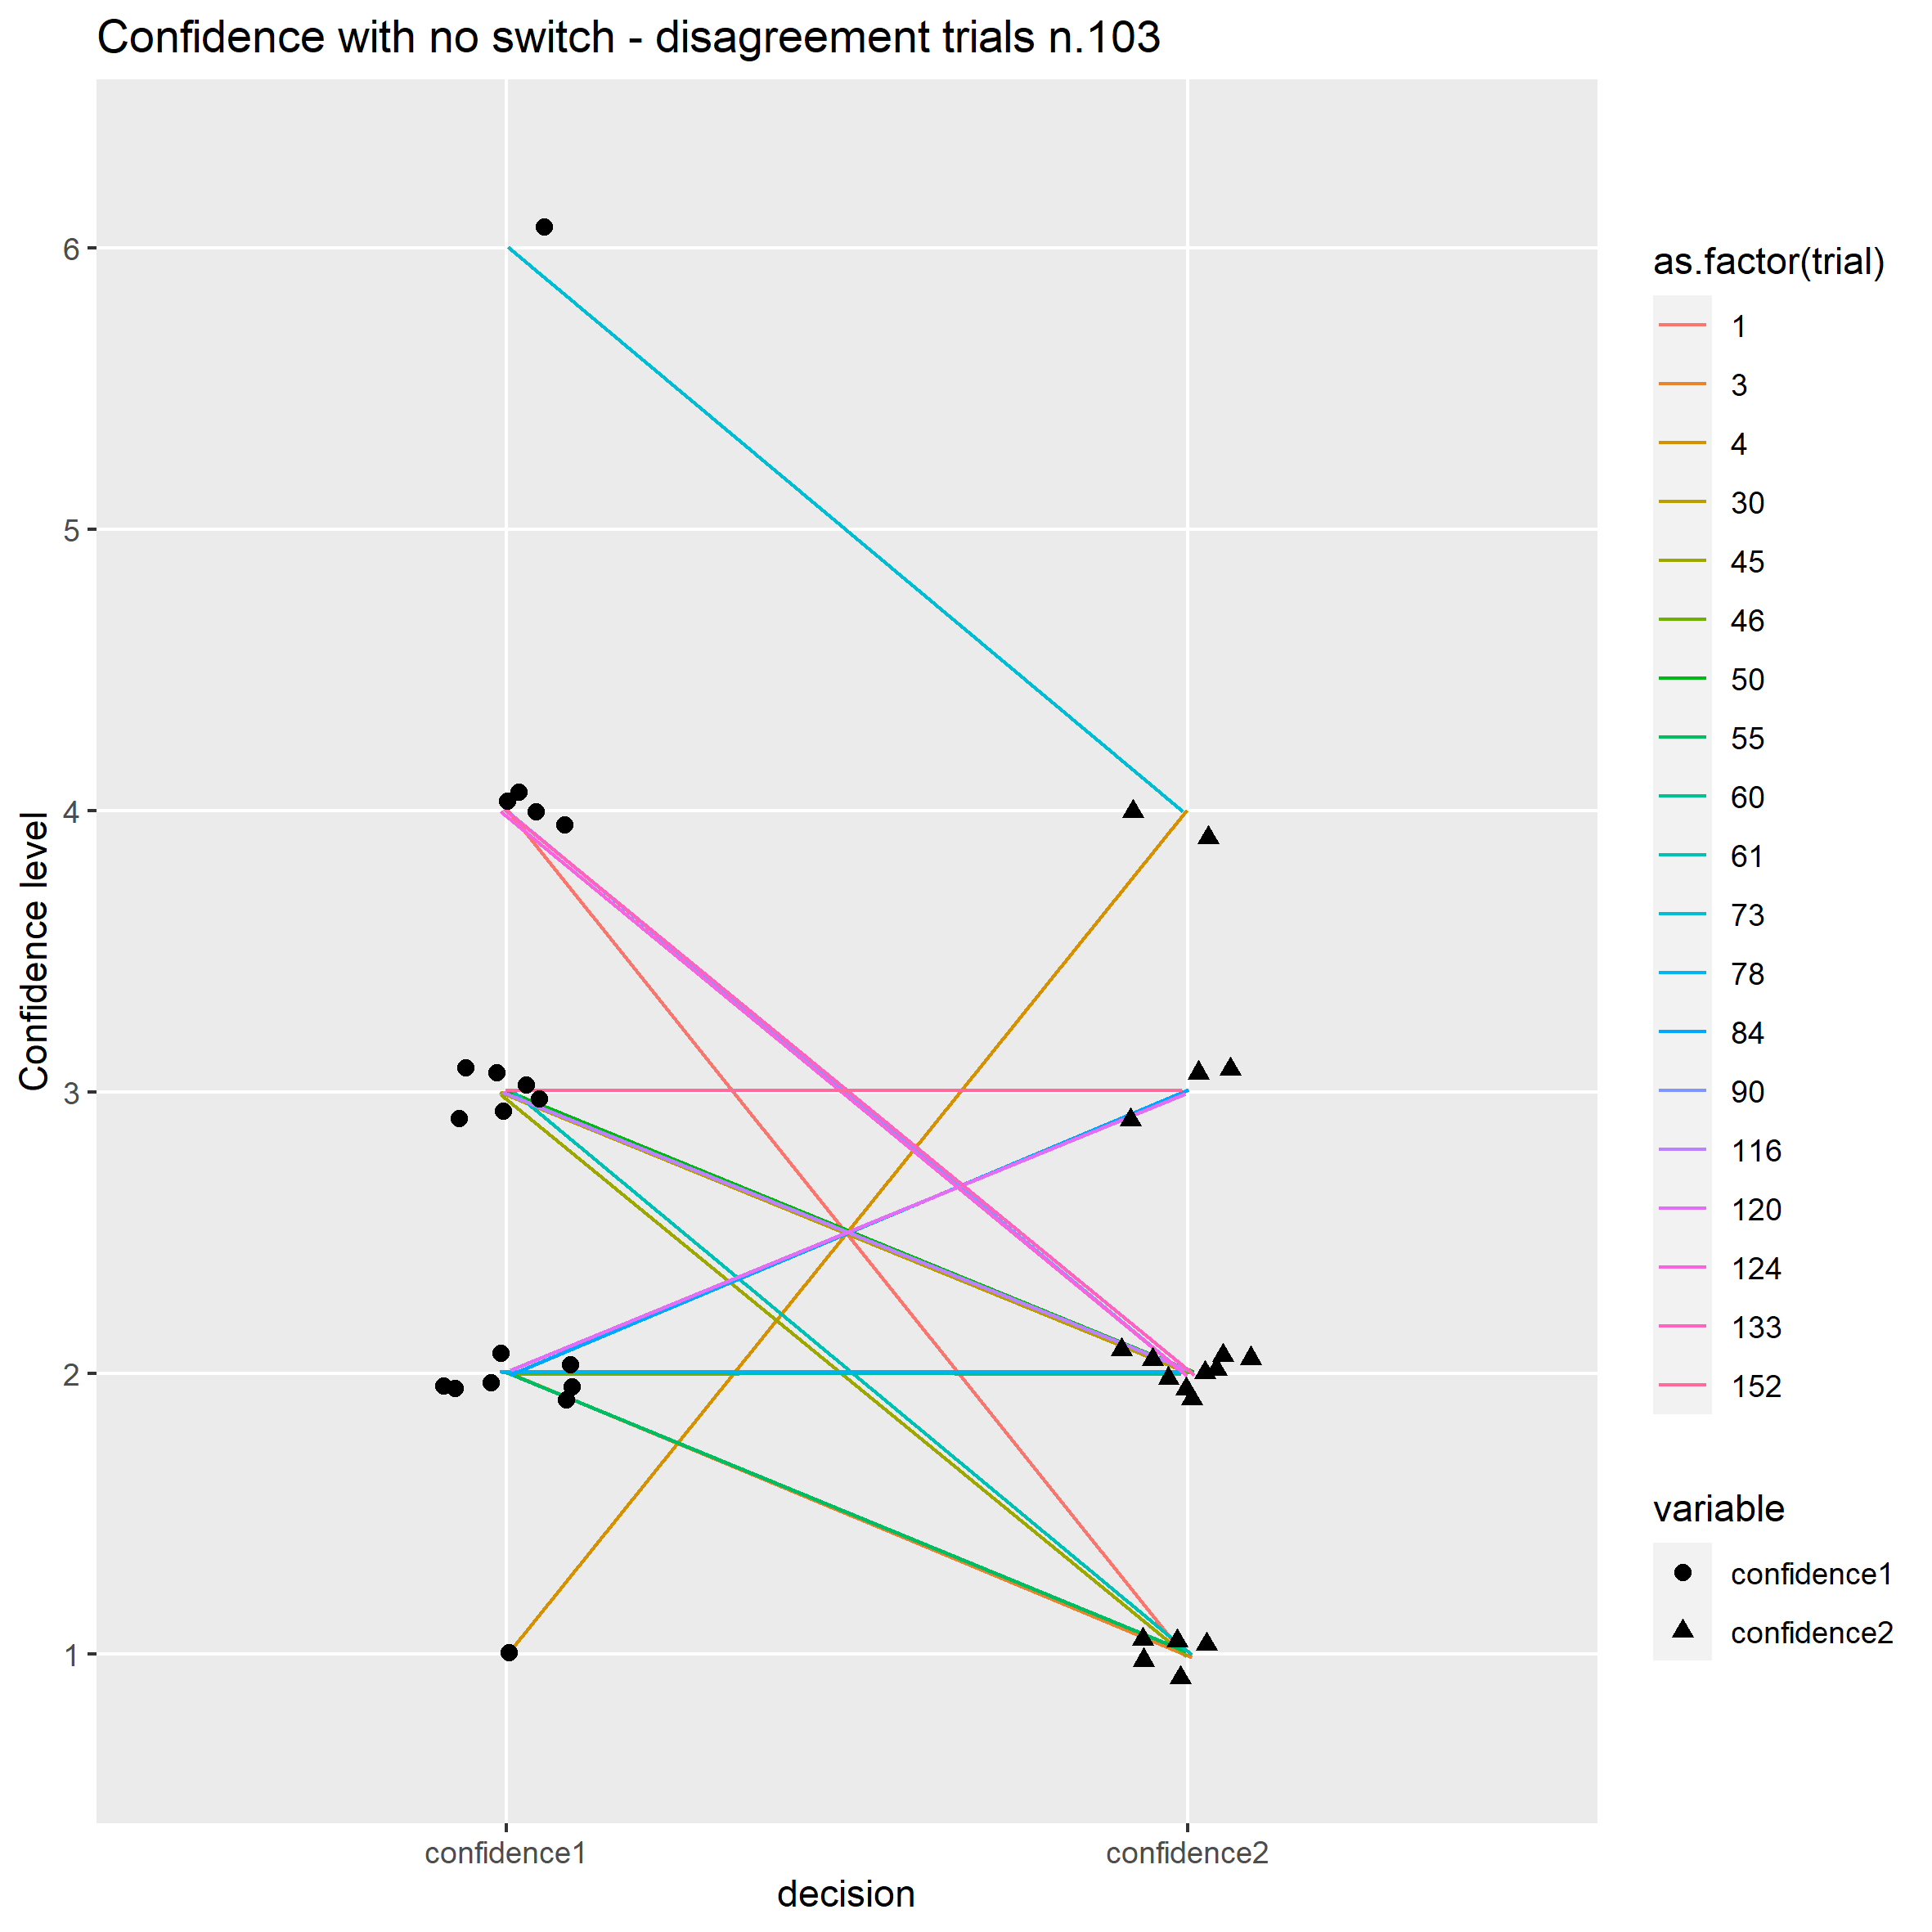 Confidence with no switch - disagreement trials n.103
6
5
4
3
2
1
Confidence level
confidence1
confidence2
decision
as.factor(trial)
1
3
4
30
45
46
50
55
60
61
73
78
84
90
116
120
124
133
152
variable
confidence1
confidence2